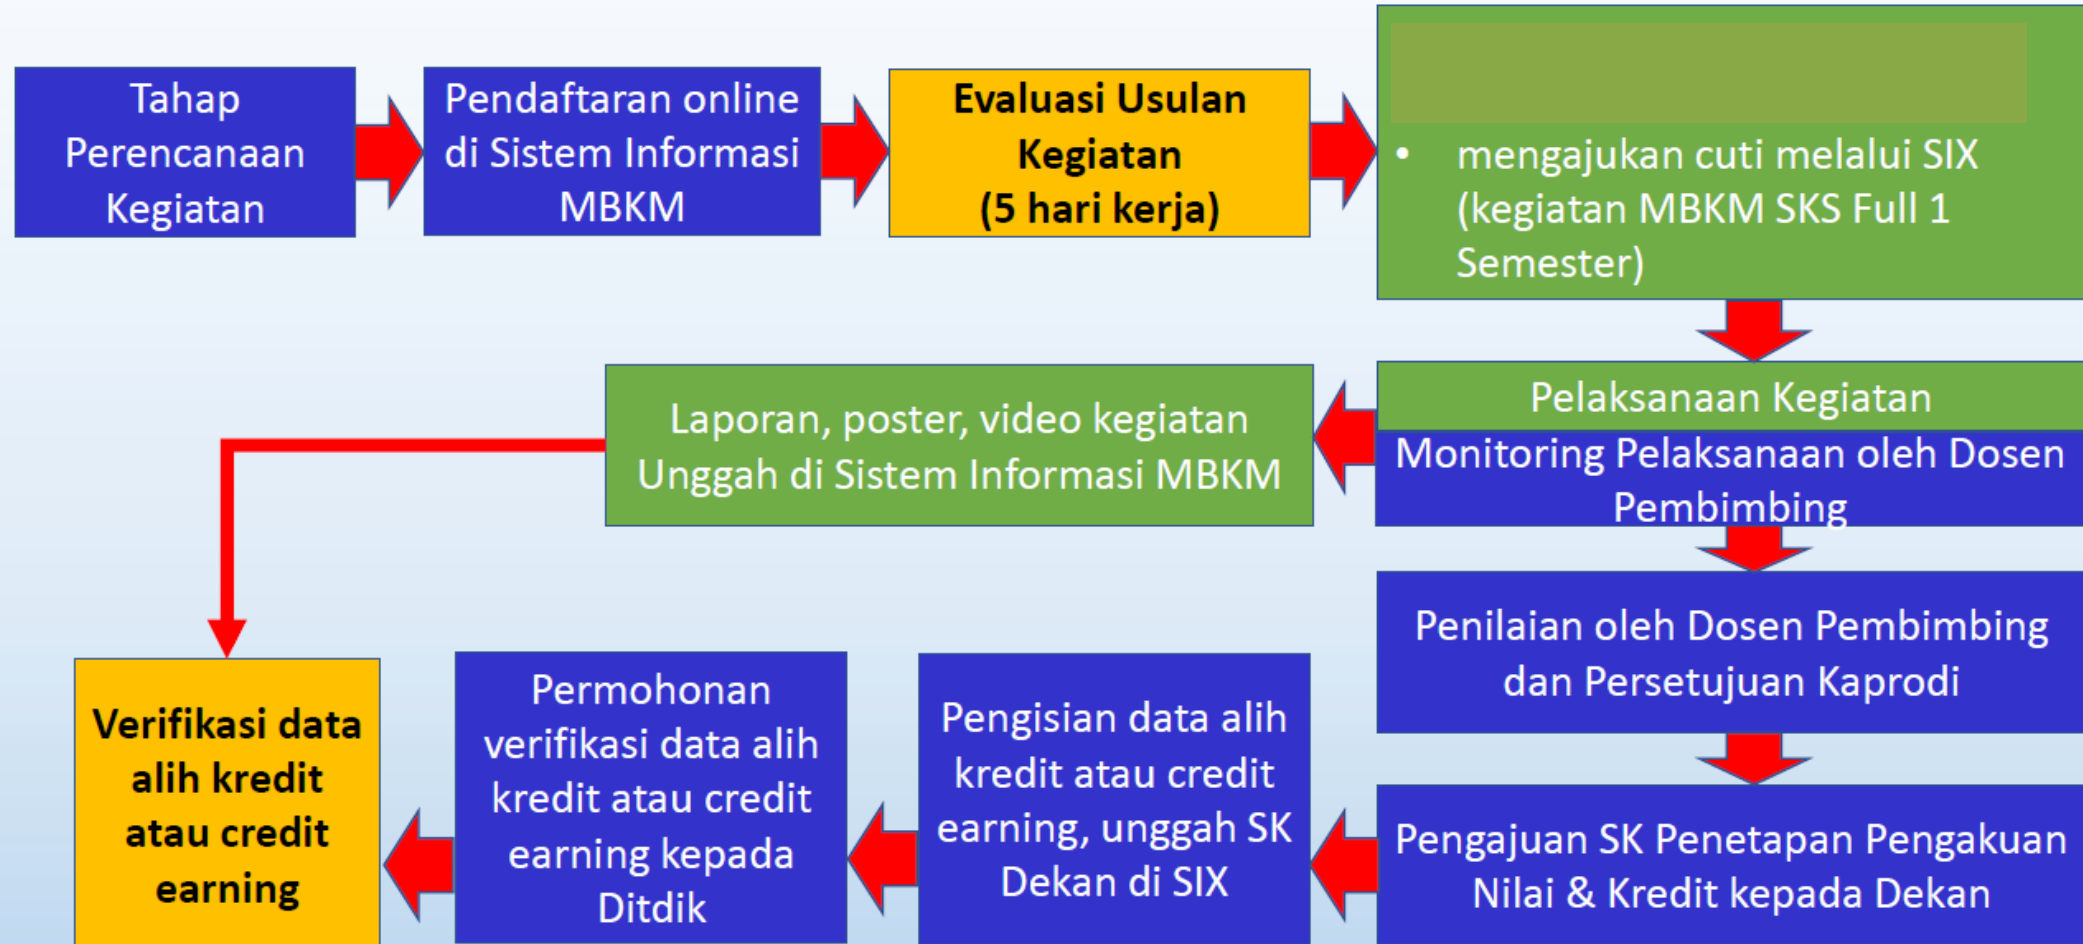 Tahap
Perencanaan
Kegiatan
Pendaftaran online
di Sistem Informasi
MBKM
Evaluasi Usulan
Kegiatan
(5 hari kerja)
• mengajukan cuti melalui SIX
(kegiatan MBKM SKS Full 1
Semester)
Pelaksanaan Kegiatan
Monitoring Pelaksanaan oleh Dosen
Pembimbing
Laporan, poster, video kegiatan
Unggah di Sistem Informasi MBKM
Penilaian oleh Dosen Pembimbing
dan Persetujuan Kaprodi
Pengajuan SK Penetapan Pengakuan
Nilai & Kredit kepada Dekan
Pengisian data alih
kredit atau credit
earning, unggah SK
Dekan di SIX
Permohonan
verifikasi data alih
kredit atau credit
earning kepada
Ditdik
Verifikasi data
alih kredit
atau credit
earning